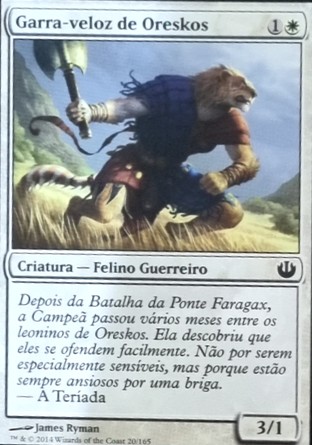 Garra-veloz de Oreskos 1
Criatura — Felino Guerreiro
Depois da Batalha da Ponte Faragax,
a Campeã passou vários meses entre os
leoninos de Oreskos. Ela descobriu que
eles se ofendem facilmente. Não por serem
especialmente sensíveis, mas porque estão
sempre ansiosos por uma briga.
— A Teríada
James Ryman
™ & © 2014 Wizards of the Coast 20/165
3/1